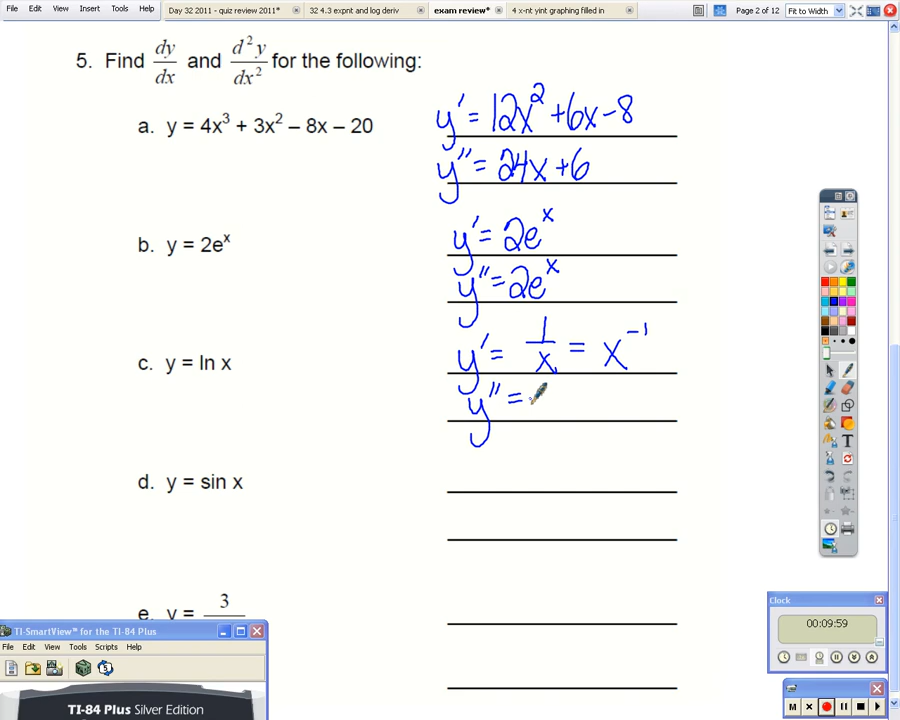 File Edit View Insert Tools Help Day 32 2011 - quiz review 2011* 32 4.3 expnt and log deriv exam review* 4 x-nt yint graphing filled in Page 2 of 12 Fit to Width
5. Find dy/dx and d²y/dx² for the following:
a. y = 4x³ + 3x² – 8x – 20
y' = 12x² + 6x - 8
y'' = 24x + 6
b. y = 2eˣ
y' = 2eˣ
y'' = 2eˣ
c. y = ln x
y' = 1/x = x⁻¹
y'' =
d. y = sin x
e. y = 3
TI-SmartView™ for the TI-84 Plus
File Edit View Tools Scripts Help
TI-84 Plus Silver Edition
Clock
00:09:59
M